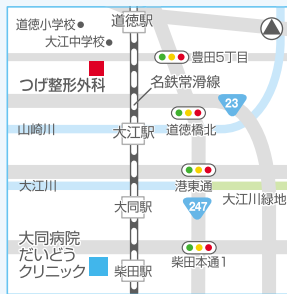 道徳駅
道徳小学校
大江中学校
豊田5丁目
つげ整形外科
名鉄常滑線
23
山崎川
大江駅
道徳橋北
大江川
港東通
大江川緑地
大同駅
247
大同病院
だいどう
クリニック
柴田本通1
柴田駅